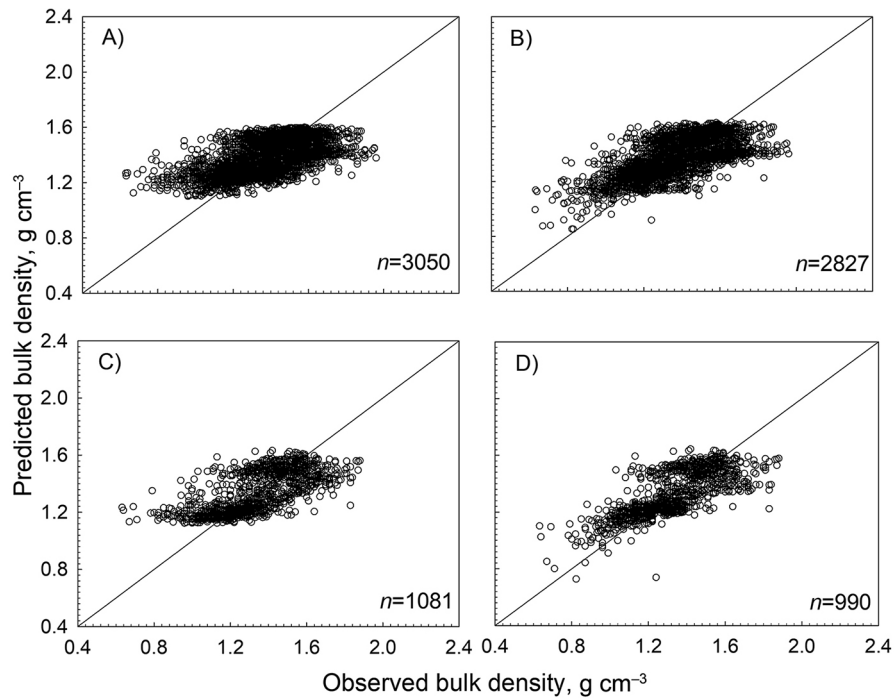 2.4
2.0
1.6
1.2
0.8
0.4
A)
n=3050
B)
n=2827
2.4
2.0
1.6
1.2
0.8
0.4
C)
n=1081
D)
n=990
0.4 0.8 1.2 1.6 2.0 2.4
0.4 0.8 1.2 1.6 2.0 2.4
Predicted bulk density, g cm⁻³
Observed bulk density, g cm⁻³